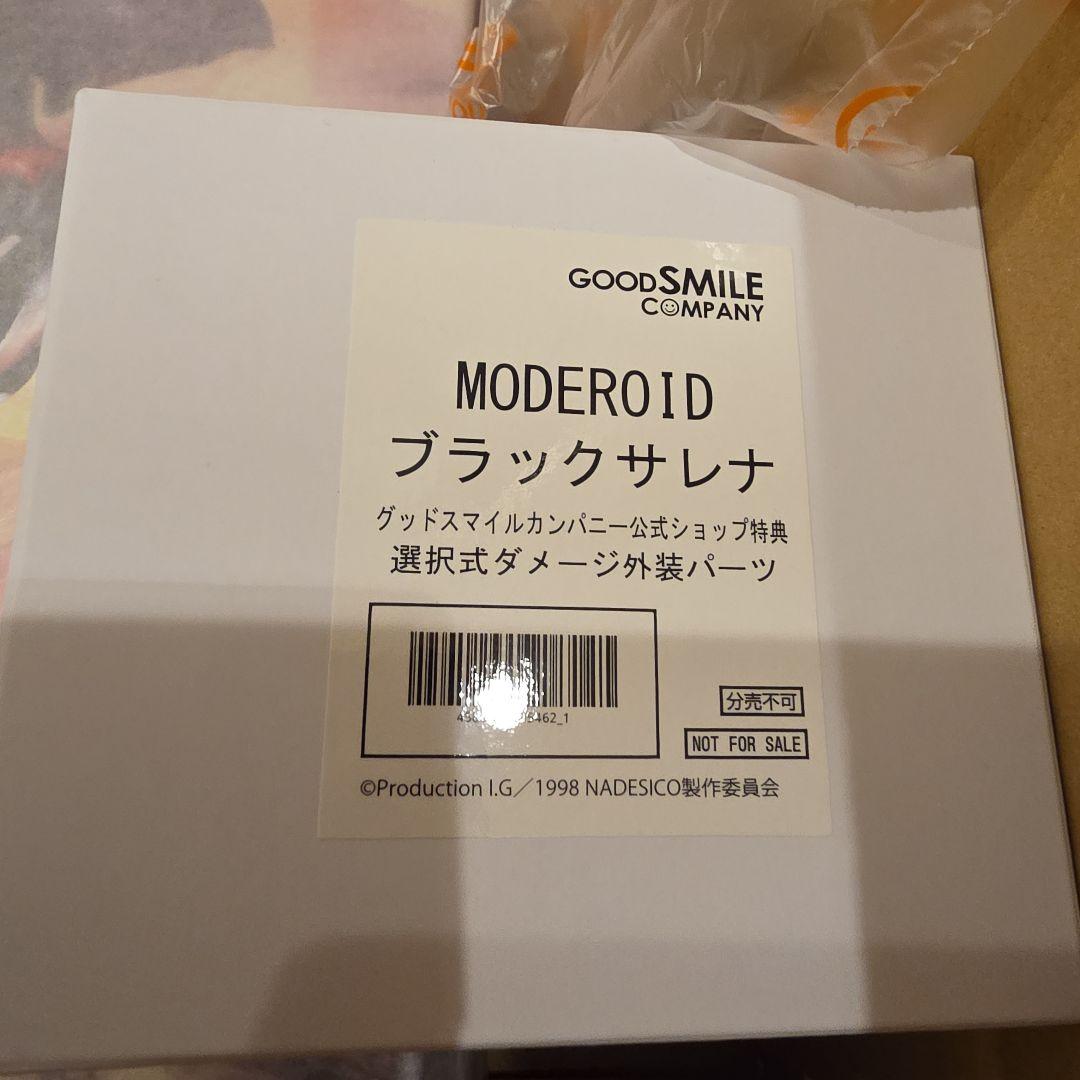 GOODSMILE
COMPANY
MODEROID
ブラックサレナ
グッドスマイルカンパニー公式ショップ特典
選択式ダメージ外装パーツ
分売不可
NOT FOR SALE
©Production I.G／1998 NADESICO製作委員会